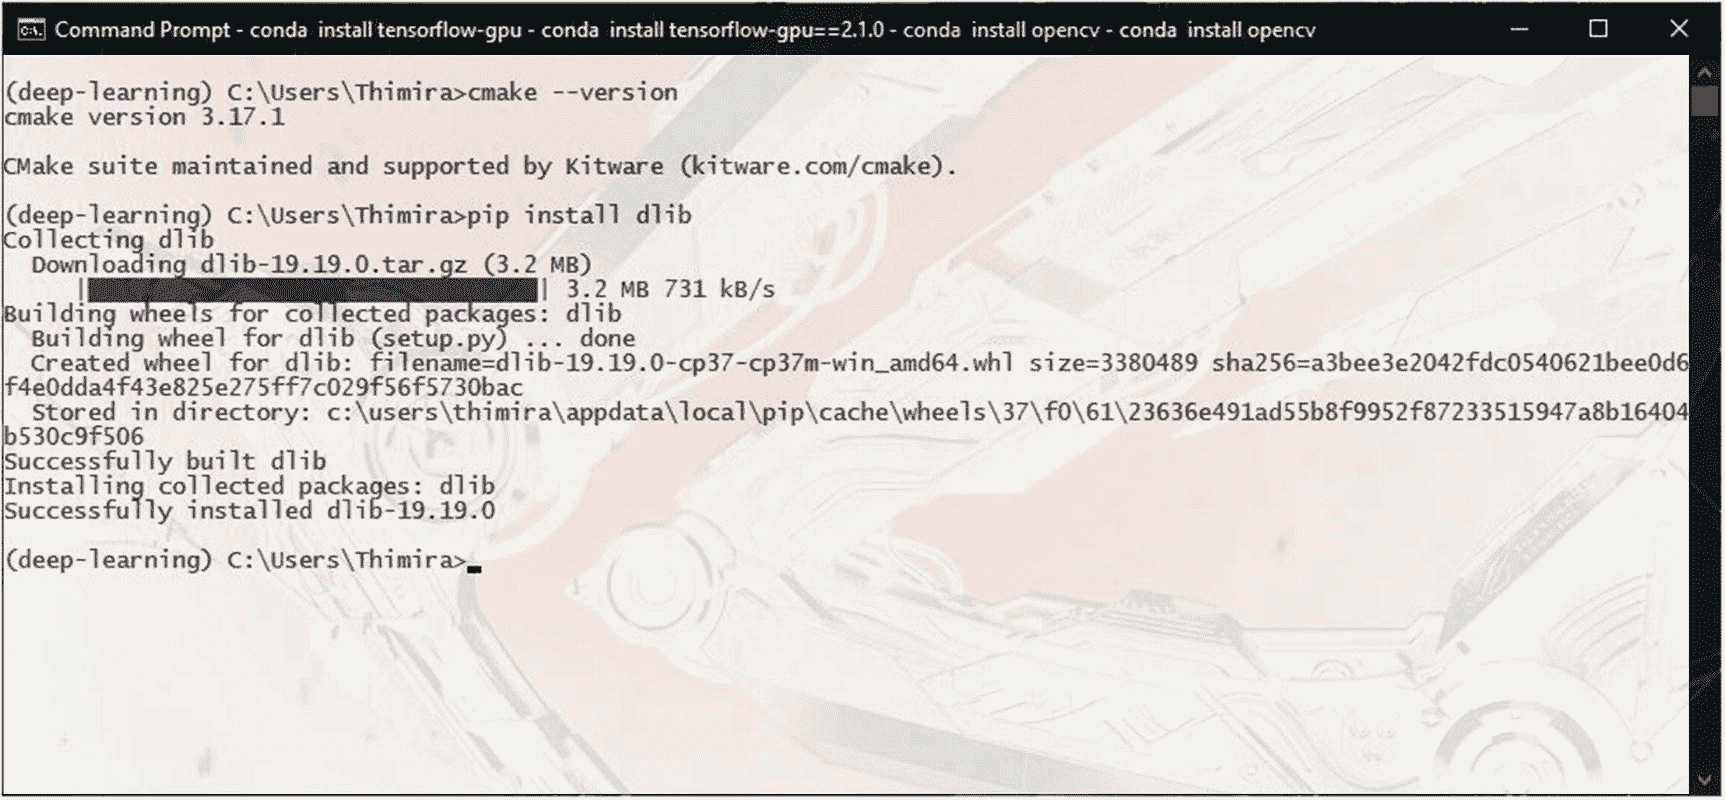 Command Prompt - conda  install tensorflow-gpu - conda  install tensorflow-gpu==2.1.0 - conda  install opencv - conda  install opencv
(deep-learning) C:\Users\Thimira>cmake --version
cmake version 3.17.1
CMake suite maintained and supported by Kitware (kitware.com/cmake).
(deep-learning) C:\Users\Thimira>pip install dlib
Collecting dlib
  Downloading dlib-19.19.0.tar.gz (3.2 MB)
     |████████████████████████████████| 3.2 MB 731 kB/s
Building wheels for collected packages: dlib
  Building wheel for dlib (setup.py) ... done
  Created wheel for dlib: filename=dlib-19.19.0-cp37-cp37m-win_amd64.whl size=3380489 sha256=a3bee3e2042fdc0540621bee0d6
f4e0dda4f43e825e275ff7c029f56f5730bac
  Stored in directory: c:\users\thimira\appdata\local\pip\cache\wheels\37\f0\61\23636e491ad55b8f9952f87233515947a8b16404
b530c9f506
Successfully built dlib
Installing collected packages: dlib
Successfully installed dlib-19.19.0
(deep-learning) C:\Users\Thimira>